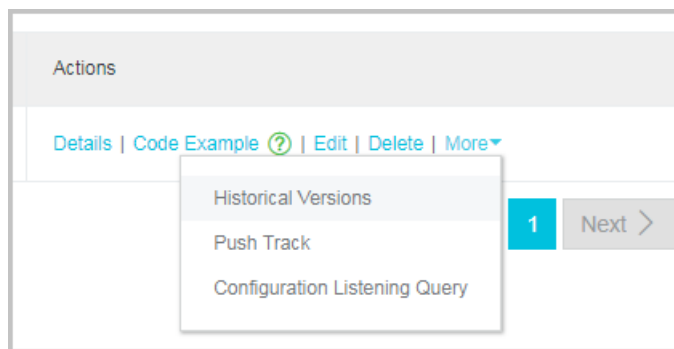 Actions
Details | Code Example ? | Edit | Delete | More
Historical Versions
1 Next
Push Track
Configuration Listening Query